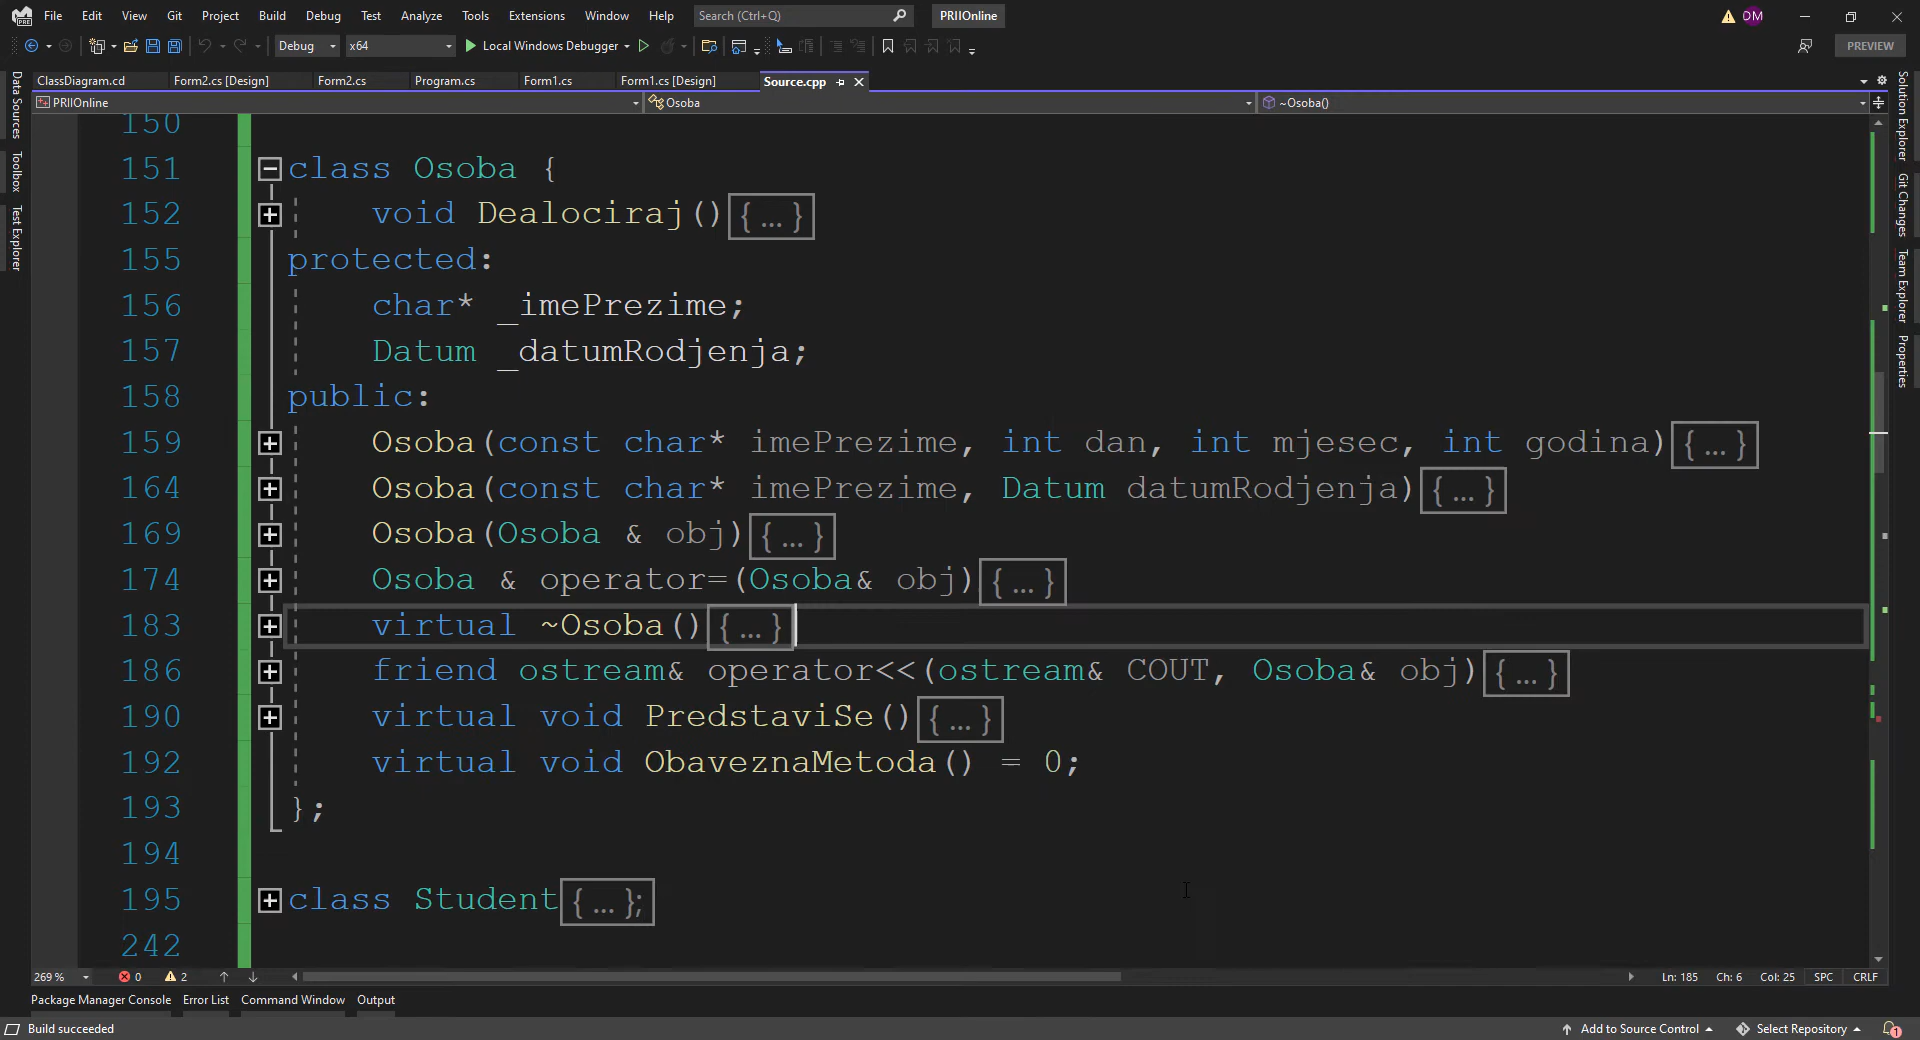 File Edit View Git Project Build Debug Test Analyze Tools Extensions Window Help Search (Ctrl+Q) PRIIOnline DM
Debug x64 Local Windows Debugger PREVIEW
ClassDiagram.cd Form2.cs [Design] Form2.cs Program.cs Form1.cs Form1.cs [Design] Source.cpp
PRIIOnline Osoba ~Osoba()
Data Sources
Toolbox
Test Explorer
150
151 class Osoba {
152 void Dealociraj(){ ... }
155 protected:
156 char* _imePrezime;
157 Datum _datumRodjenja;
158 public:
159 Osoba(const char* imePrezime, int dan, int mjesec, int godina){ ... }
164 Osoba(const char* imePrezime, Datum datumRodjenja){ ... }
169 Osoba(Osoba & obj){ ... }
174 Osoba & operator=(Osoba& obj){ ... }
183 virtual ~Osoba(){ ... }
186 friend ostream& operator<<(ostream& COUT, Osoba& obj){ ... }
190 virtual void PredstaviSe(){ ... }
192 virtual void ObaveznaMetoda() = 0;
193 };
194
195 class Student{ ... };
242
Solution Explorer
Git Changes
Team Explorer
Properties
269 % 0 2 Ln: 185 Ch: 6 Col: 25 SPC CRLF
Package Manager Console Error List Command Window Output
Build succeeded Add to Source Control Select Repository 1